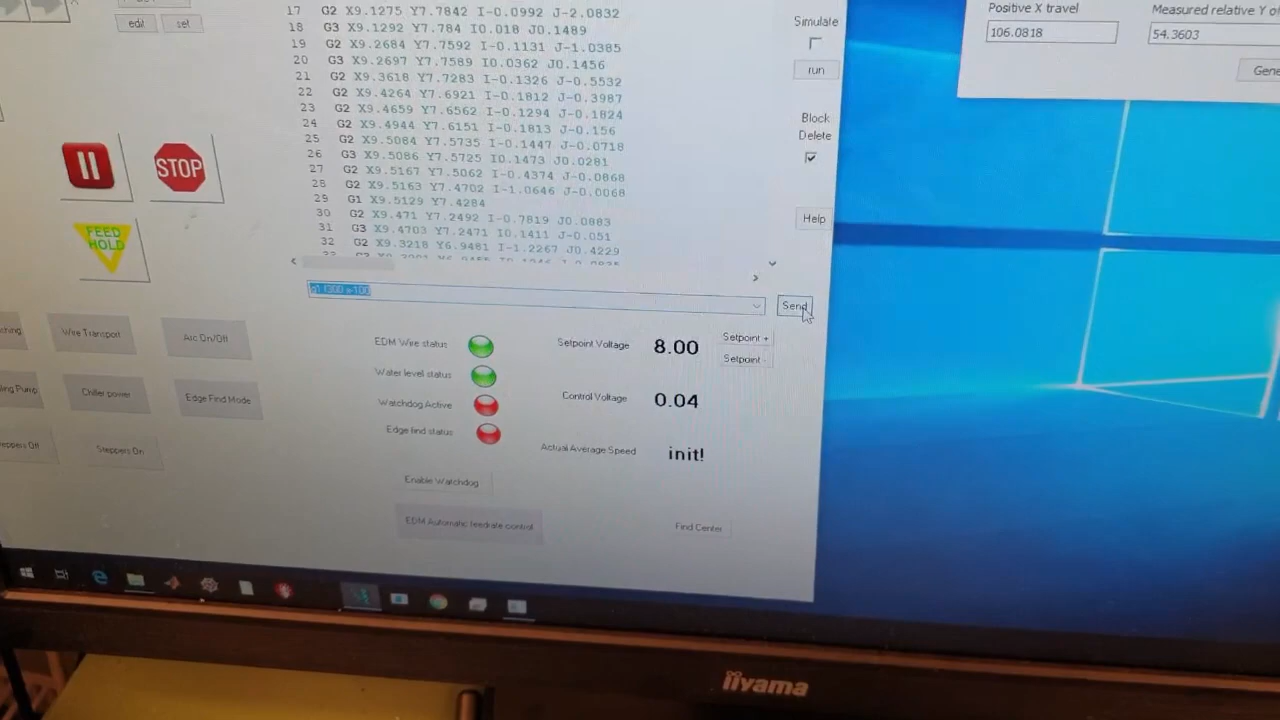 edit set
17 G2 X9.1275 Y7.7842 I-0.0992 J-2.0832
18 G3 X9.1292 Y7.784 I0.018 J0.1489
19 G2 X9.2684 Y7.7592 I-0.1131 J-1.0385
20 G3 X9.2697 Y7.7589 I0.0362 J0.1456
21 G2 X9.3618 Y7.7283 I-0.1326 J-0.5532
22 G2 X9.4264 Y7.6921 I-0.1812 J-0.3987
23 G2 X9.4659 Y7.6562 I-0.1294 J-0.1824
24 G2 X9.4944 Y7.6151 I-0.1813 J-0.156
25 G2 X9.5084 Y7.5735 I-0.1447 J-0.0718
26 G3 X9.5086 Y7.5725 I0.1473 J0.0281
27 G2 X9.5167 Y7.5062 I-0.4374 J-0.0868
28 G2 X9.5163 Y7.4702 I-1.0646 J-0.0068
29 G1 X9.5129 Y7.4284
30 G2 X9.471 Y7.2492 I-0.7819 J0.0883
31 G3 X9.4703 Y7.2471 I0.1411 J-0.051
32 G2 X9.3218 Y6.9481 I-1.2267 J0.4229
Simulate
run
Block
Delete
Help
Positive X travel
106.0818
Measured relative Y of
54.3603
STOP
FEED
HOLD
Send
Wire Transport
Arc On/Off
Chiller power
Edge Find Mode
Steppers On
EDM Wire status
Water level status
Watchdog Active
Edge find status
Enable Watchdog
EDM Automatic feedrate control
Setpoint Voltage 8.00
Setpoint +
Setpoint -
Control Voltage 0.04
Actual Average Speed init!
Find Center
iiyama